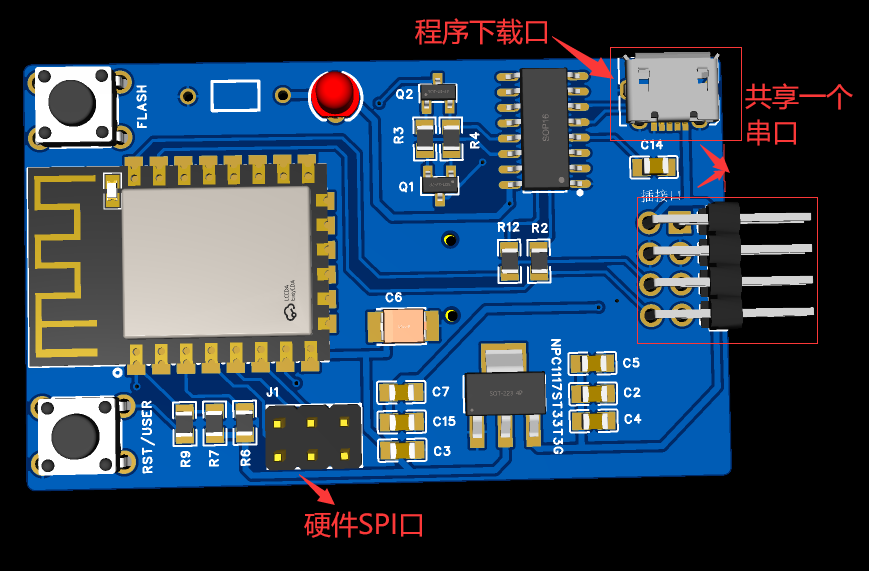 程序下载口
共享一个
串口
FLASH
Q2
R3
R4
Q1
SOP16
C14
插接口
R12
R2
C6
C7
C15
C3
NPC1117ST33T3G
C5
C2
C4
J1
RST/USER
R9
R7
R6
硬件SPI口